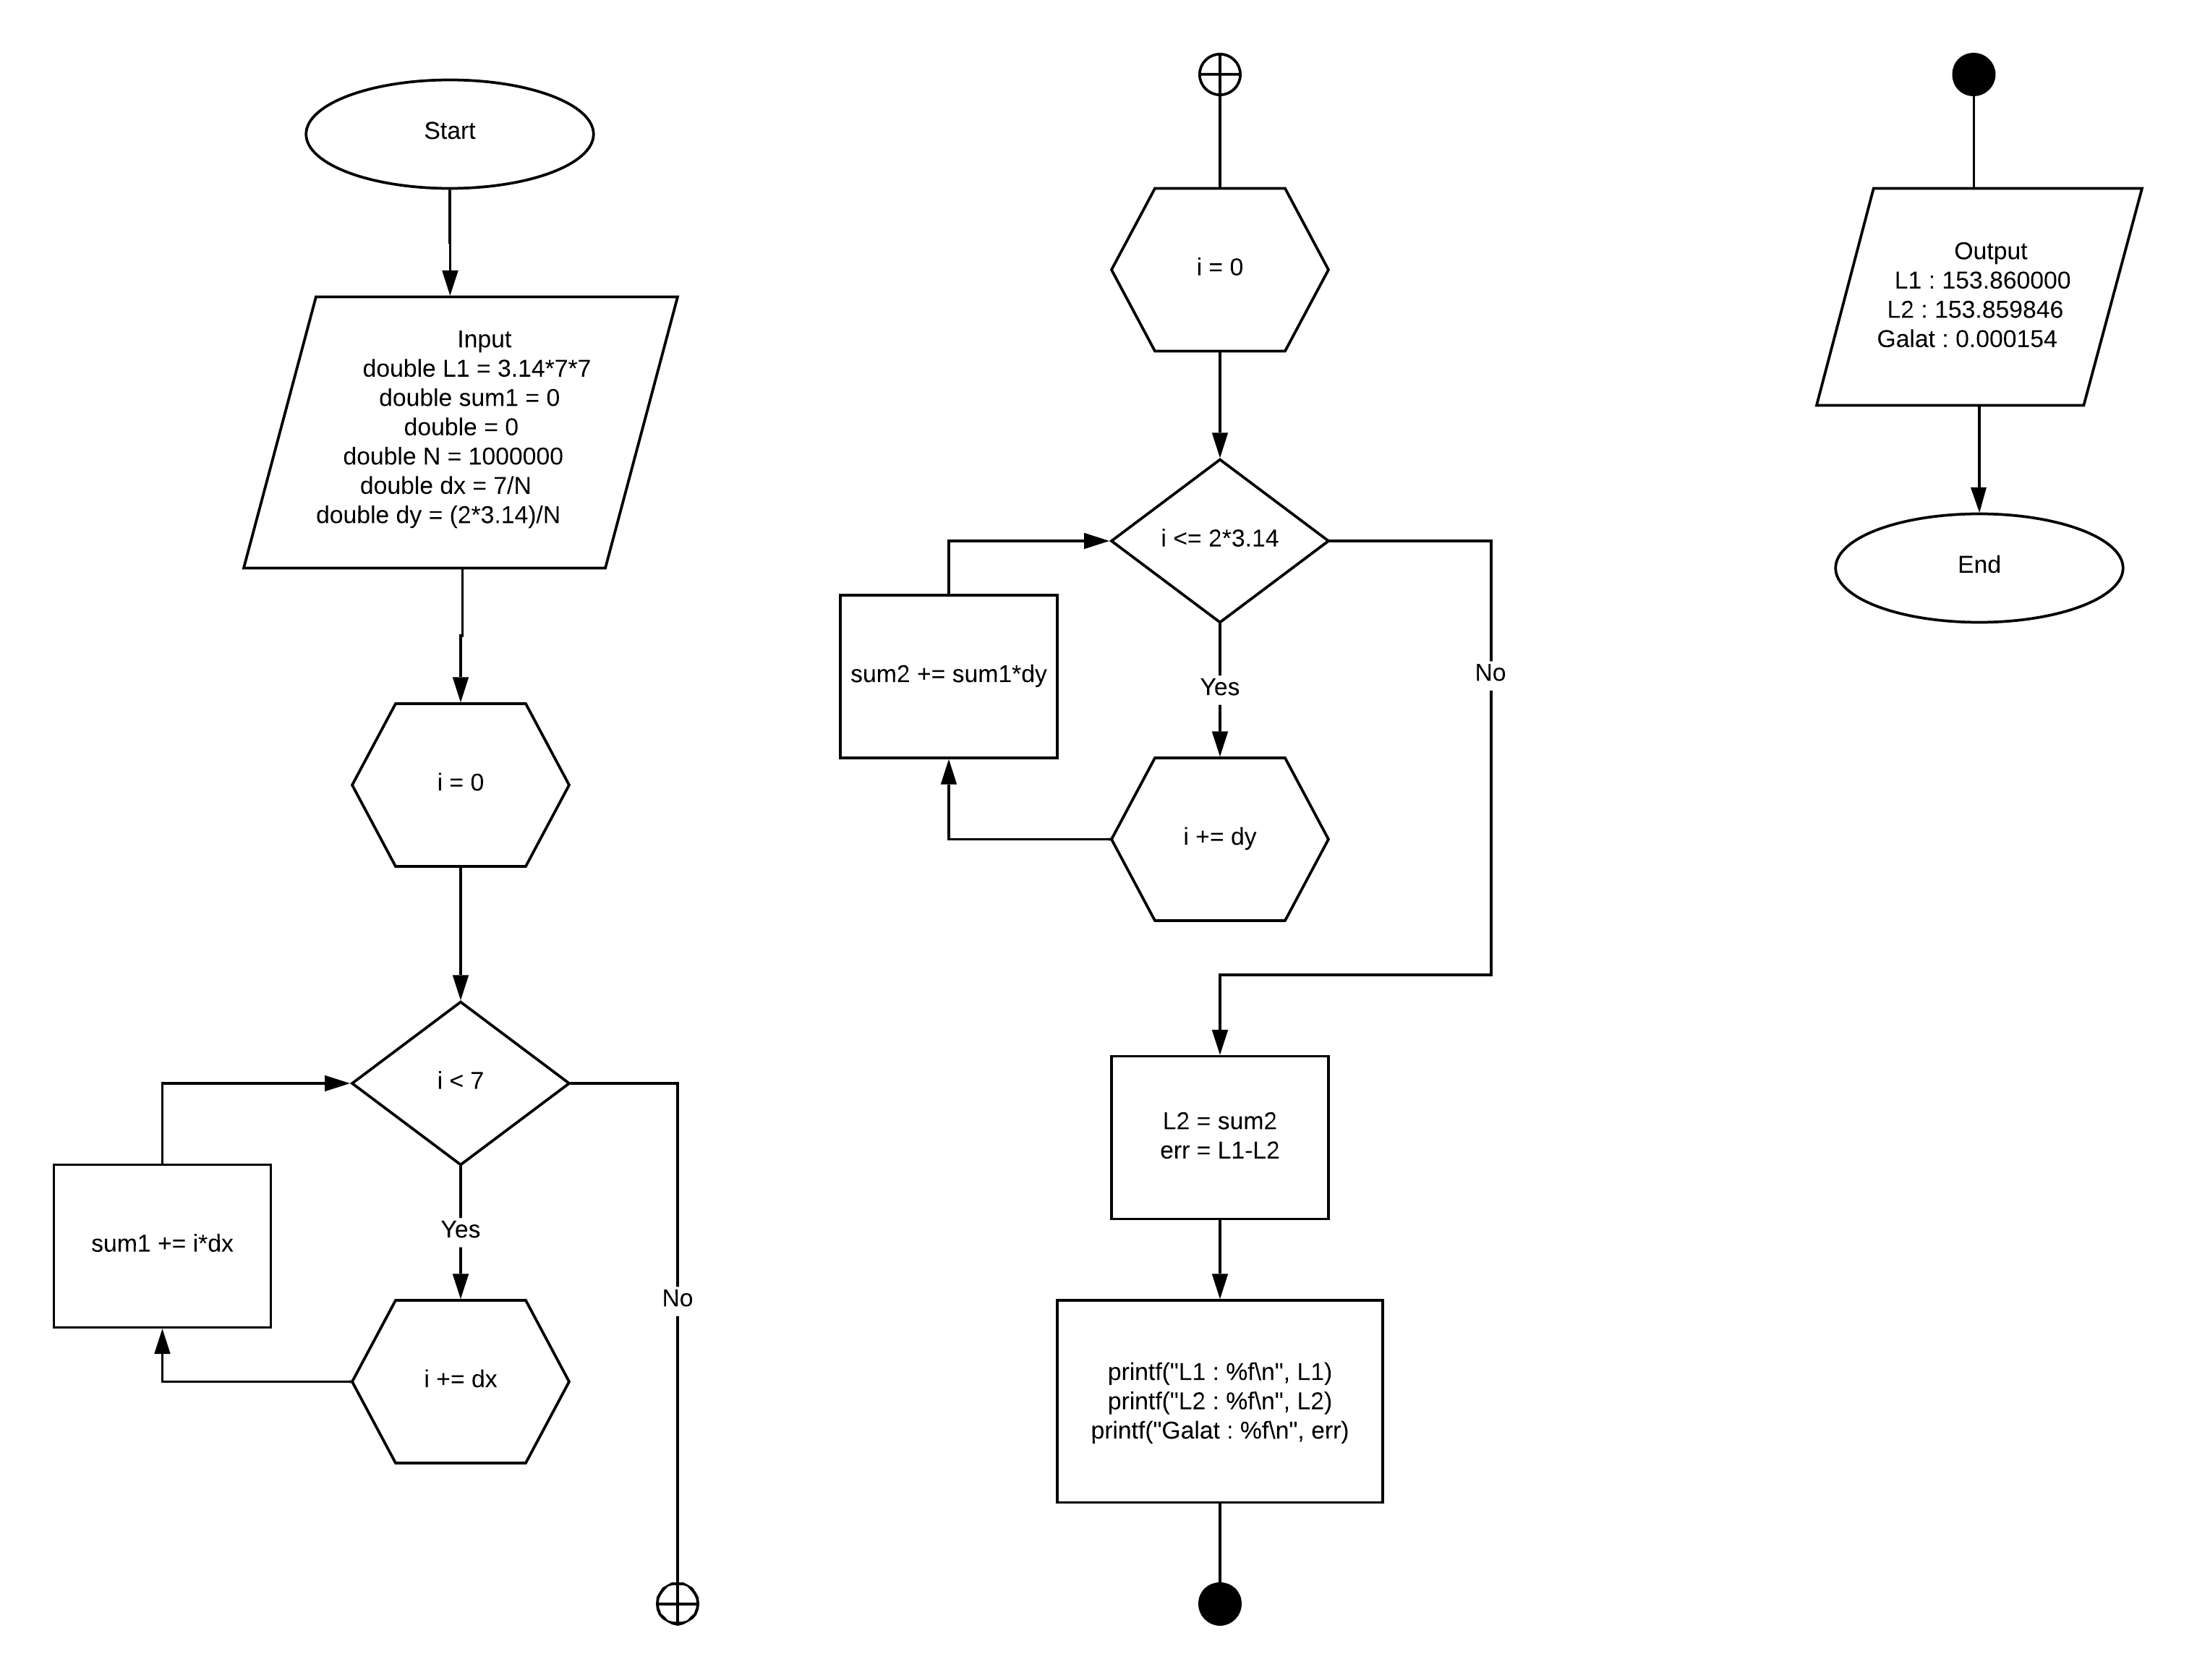 Start
Input
double L1 = 3.14*7*7
double sum1 = 0
double = 0
double N = 1000000
double dx = 7/N
double dy = (2*3.14)/N
i = 0
i < 7
Yes
No
i += dx
sum1 += i*dx
i = 0
i <= 2*3.14
Yes
No
i += dy
sum2 += sum1*dy
L2 = sum2
err = L1-L2
printf("L1 : %f\n", L1)
printf("L2 : %f\n", L2)
printf("Galat : %f\n", err)
Output
L1 : 153.860000
L2 : 153.859846
Galat : 0.000154
End